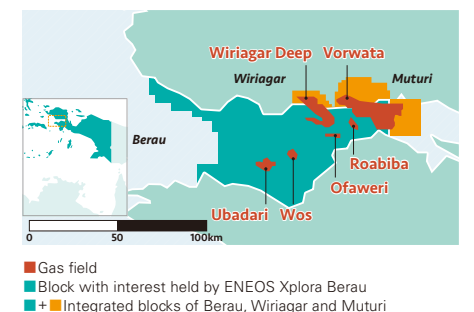 Wiriagar Deep Vorwata
Wiriagar Muturi
Berau
Roabiba
Ofaweri
Ubadari Wos
0 50 100km
Gas field
Block with interest held by ENEOS Xplora Berau
+ Integrated blocks of Berau, Wiriagar and Muturi